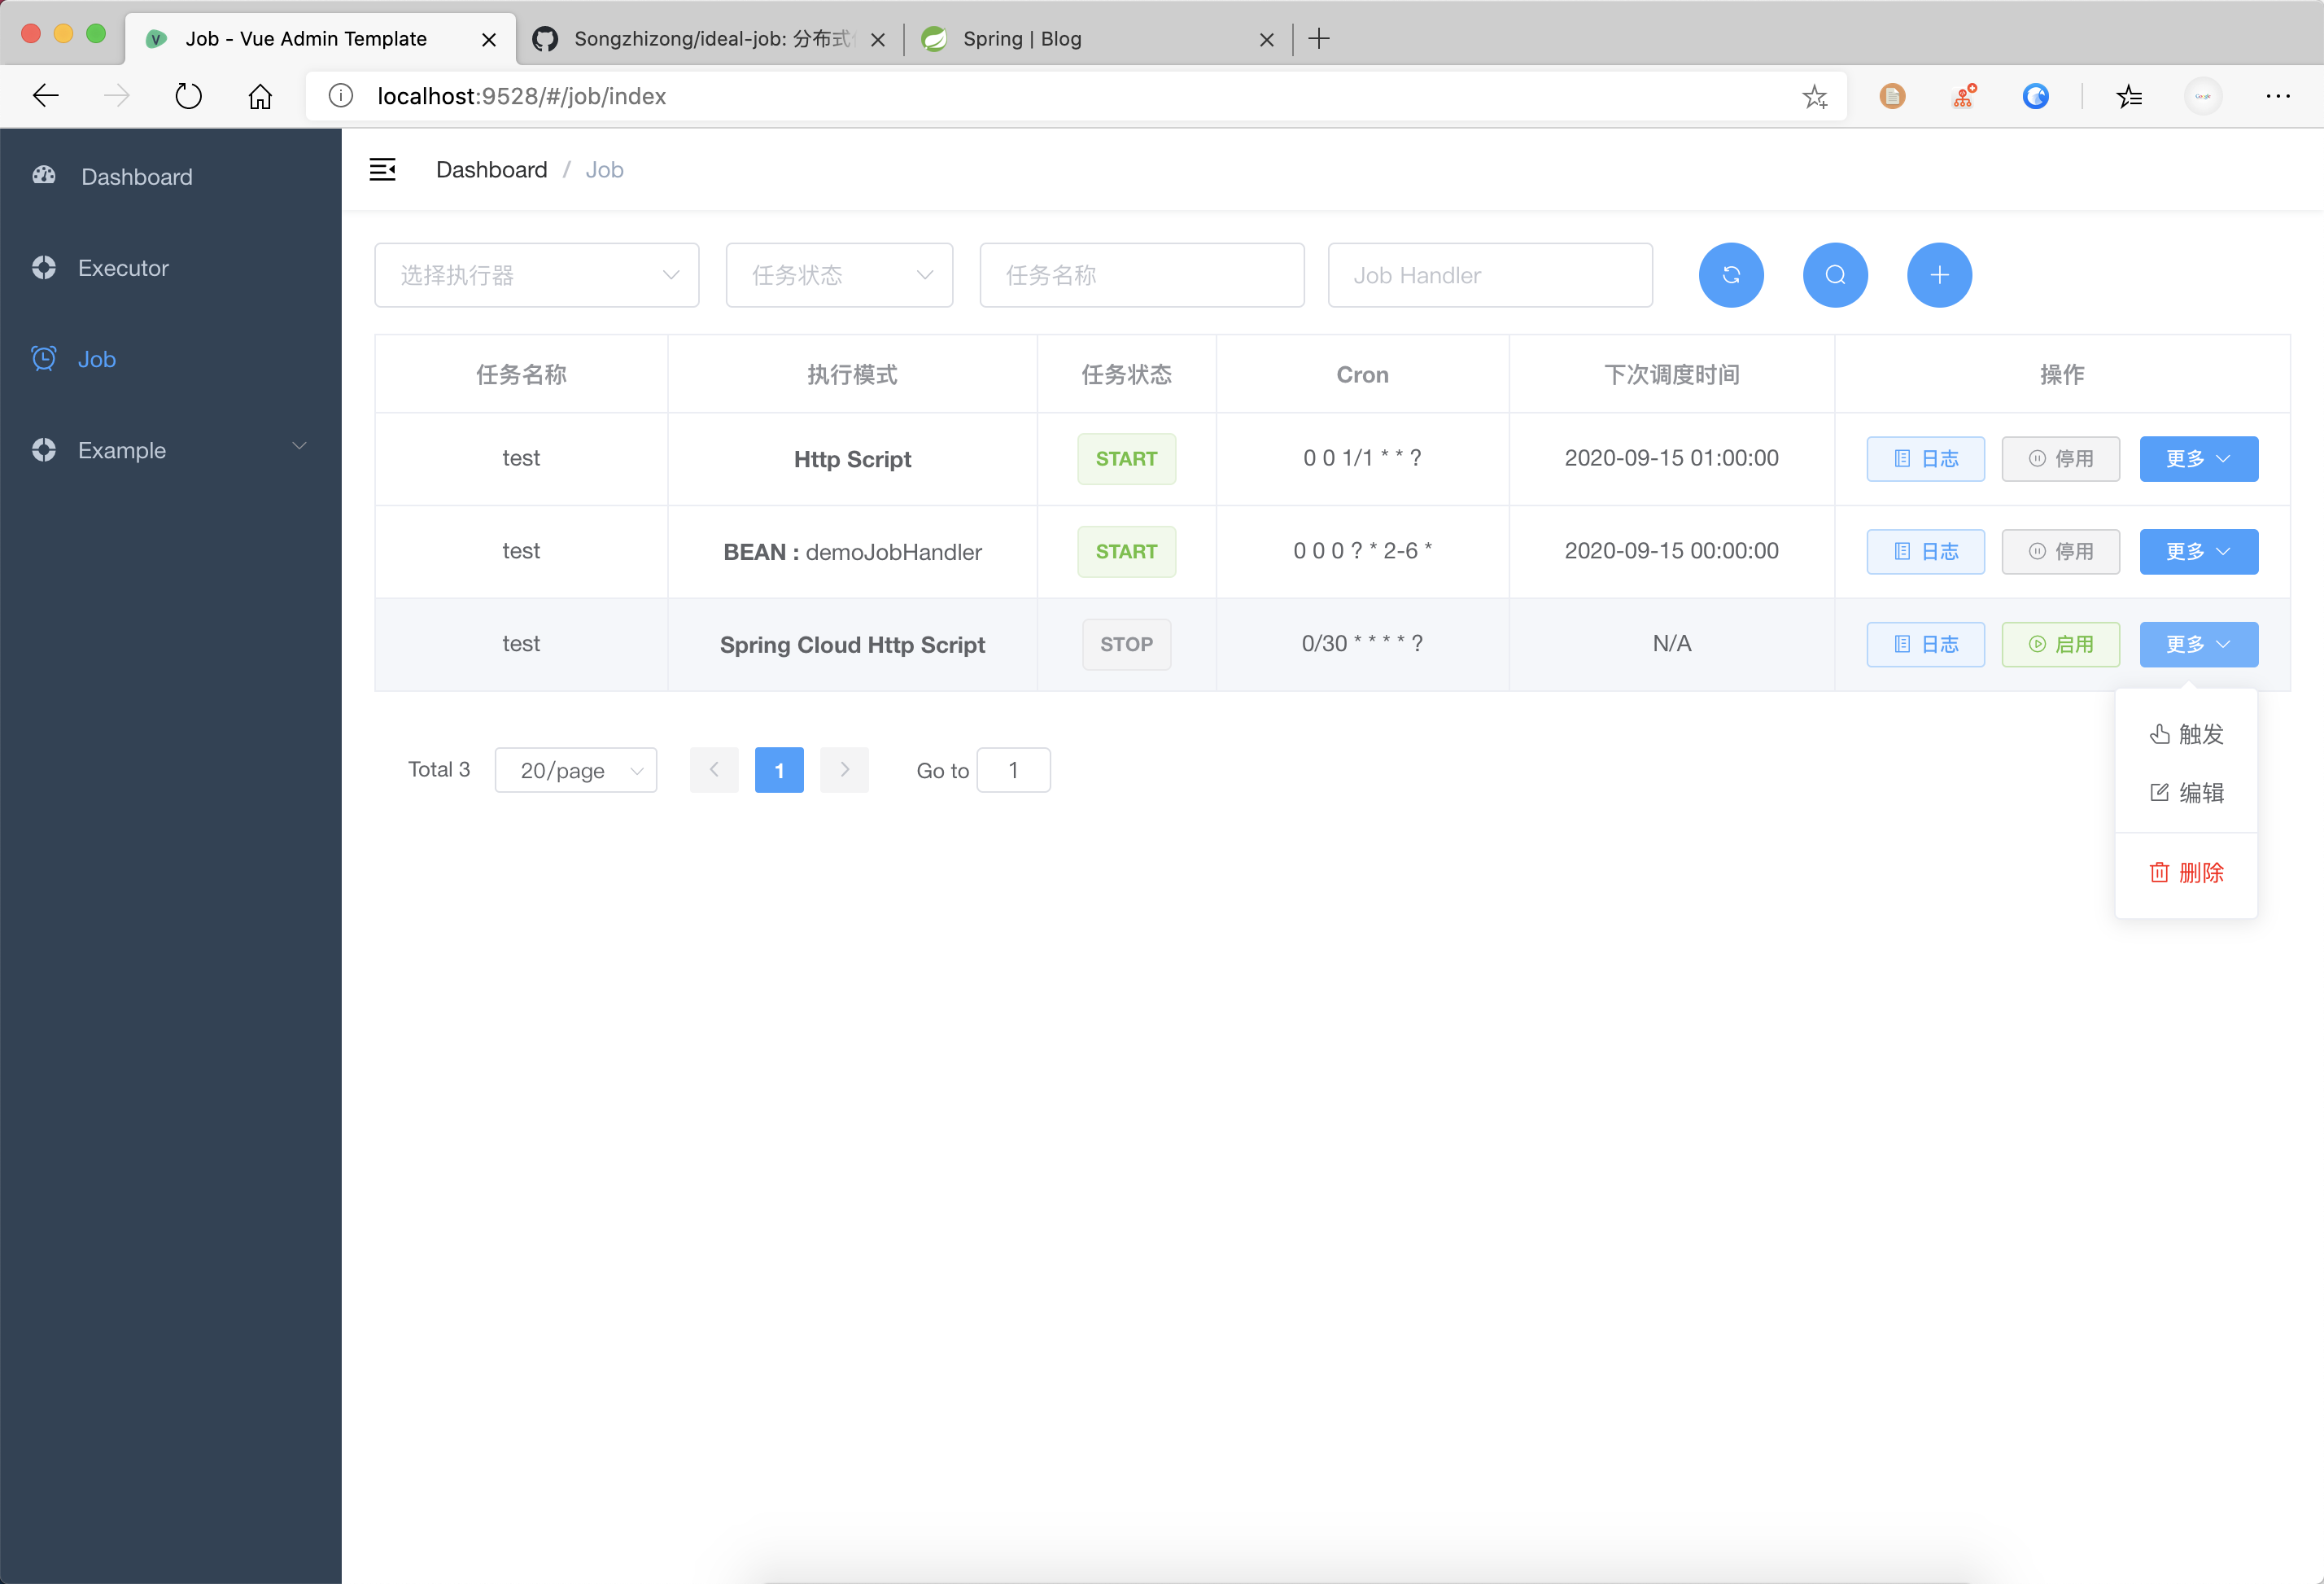 Job - Vue Admin Template
Songzhizong/ideal-job: 分布式
Spring | Blog
localhost:9528/#/job/index
Dashboard
Executor
Job
Example
Dashboard / Job
选择执行器 任务状态 任务名称 Job Handler
任务名称 执行模式 任务状态 Cron 下次调度时间 操作
test Http Script START 0 0 1/1 * * ? 2020-09-15 01:00:00 日志 停用 更多
test BEAN : demoJobHandler START 0 0 0 ? * 2-6 * 2020-09-15 00:00:00 日志 停用 更多
test Spring Cloud Http Script STOP 0/30 * * * * ? N/A 日志 启用 更多
触发
编辑
删除
Total 3 20/page 1 Go to 1